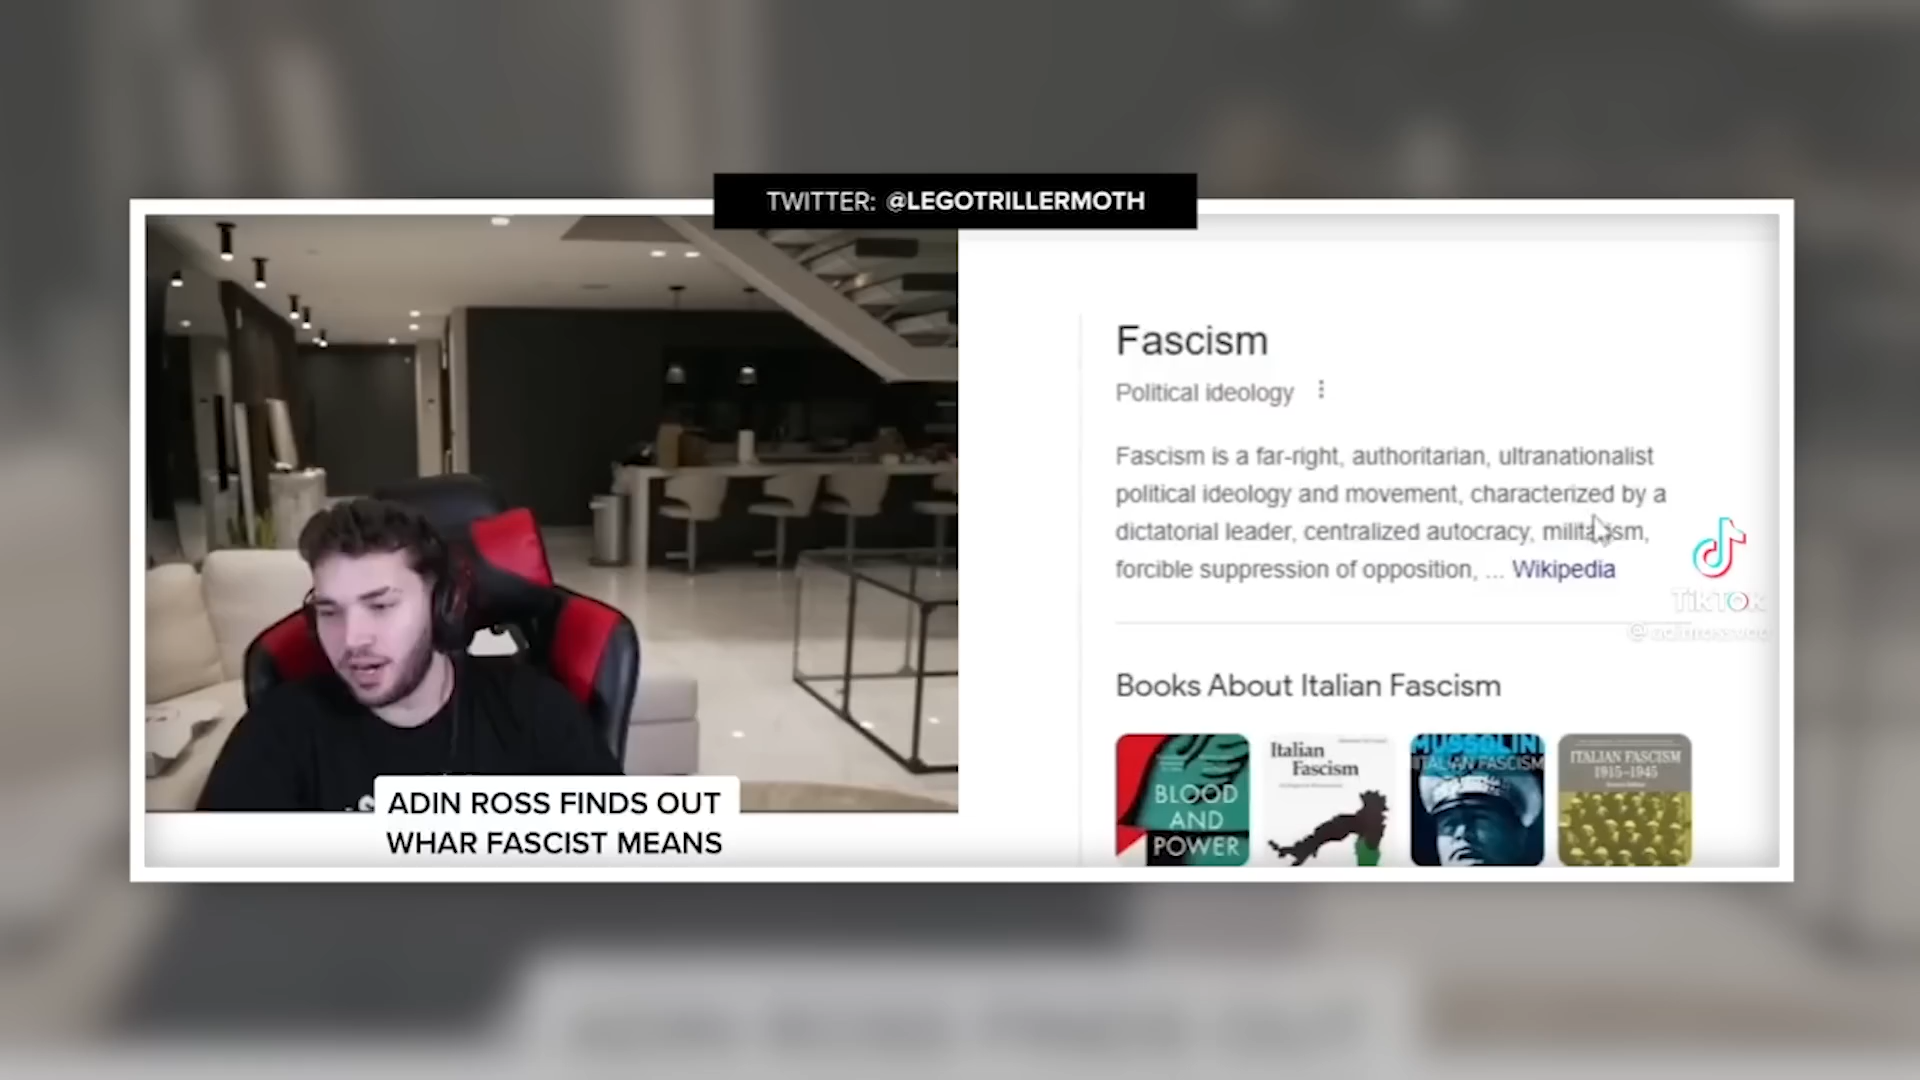 TWITTER: @LEGOTRILLERMOTH
ADIN ROSS FINDS OUT
WHAR FASCIST MEANS
Fascism
Political ideology
Fascism is a far-right, authoritarian, ultranationalist
political ideology and movement, characterized by a
dictatorial leader, centralized autocracy, militarism,
forcible suppression of opposition, ... Wikipedia
TikTok
Books About Italian Fascism
BLOOD
AND
POWER
Italian
Fascism
MUSSOLINI
ITALIAN FASCISM
ITALIAN FASCISM
1915-1945